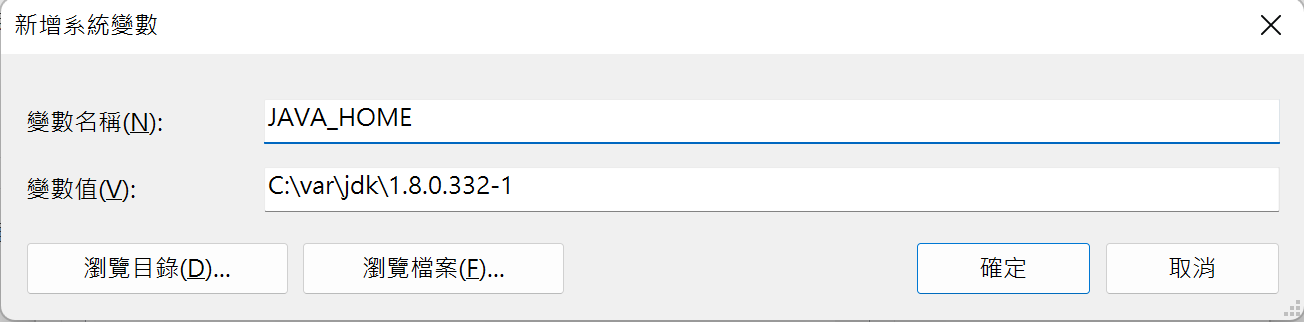 新增系統變數
變數名稱(N): JAVA_HOME
變數值(V): C:\var\jdk\1.8.0.332-1
瀏覽目錄(D)... 瀏覽檔案(F)... 確定 取消